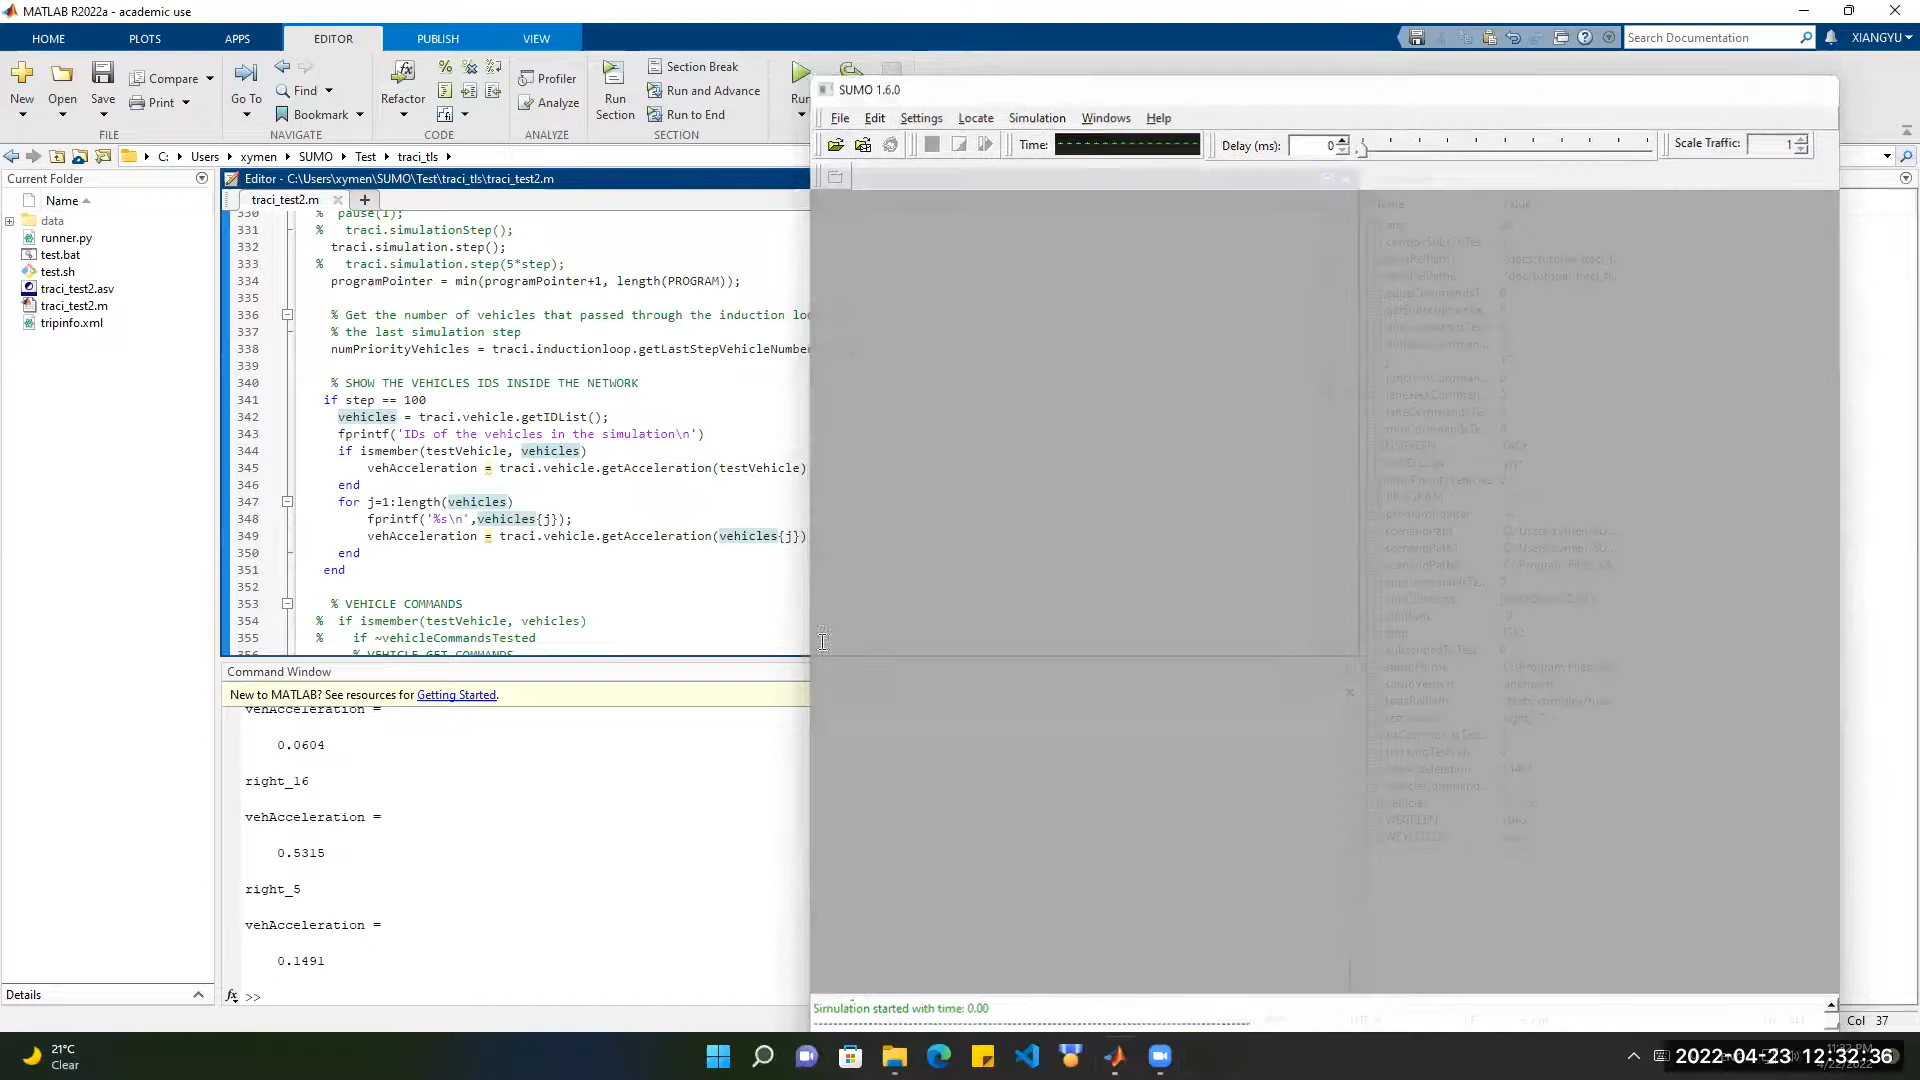 MATLAB R2022a - academic use
HOME
PLOTS
APPS
EDITOR
PUBLISH
VIEW
Search Documentation
XIANGYU
New
Open
Save
Compare
Print
Go To
Find
Bookmark
Refactor
Profiler
Analyze
Run
Section
Section Break
Run and Advance
Run to End
FILE
NAVIGATE
CODE
ANALYZE
SECTION
C:
Users
xymen
SUMO
Test
traci_tls
Current Folder
Name
data
runner.py
test.bat
test.sh
traci_test2.asv
traci_test2.m
tripinfo.xml
Details
Editor - C:\Users\xymen\SUMO\Test\traci_tls\traci_test2.m
traci_test2.m
330 % pause(1);
331 % traci.simulationStep();
332 traci.simulation.step();
333 % traci.simulation.step(5*step);
334 programPointer = min(programPointer+1, length(PROGRAM));
335
336 % Get the number of vehicles that passed through the induction
337 % the last simulation step
338 numPriorityVehicles = traci.inductionloop.getLastStepVehicleNumber
339
340 % SHOW THE VEHICLES IDS INSIDE THE NETWORK
341 if step == 100
342 vehicles = traci.vehicle.getIDList();
343 fprintf('IDs of the vehicles in the simulation\n')
344 if ismember(testVehicle, vehicles)
345 vehAcceleration = traci.vehicle.getAcceleration(testVehicle)
346 end
347 for j=1:length(vehicles)
348 fprintf('%s\n',vehicles{j});
349 vehAcceleration = traci.vehicle.getAcceleration(vehicles{j})
350 end
351 end
352
353 % VEHICLE COMMANDS
354 % if ismember(testVehicle, vehicles)
355 % if ~vehicleCommandsTested
356 % VEHICLE GET COMMANDS
Command Window
New to MATLAB? See resources for Getting Started.
vehAcceleration =
0.0604
right_16
vehAcceleration =
0.5315
right_5
vehAcceleration =
0.1491
fx >>
SUMO 1.6.0
File
Edit
Settings
Locate
Simulation
Windows
Help
Time:
Delay (ms): 0
Scale Traffic: 1
Simulation started with time: 0.00
Col 37
21°C
Clear
2022-04-23 12:32:36